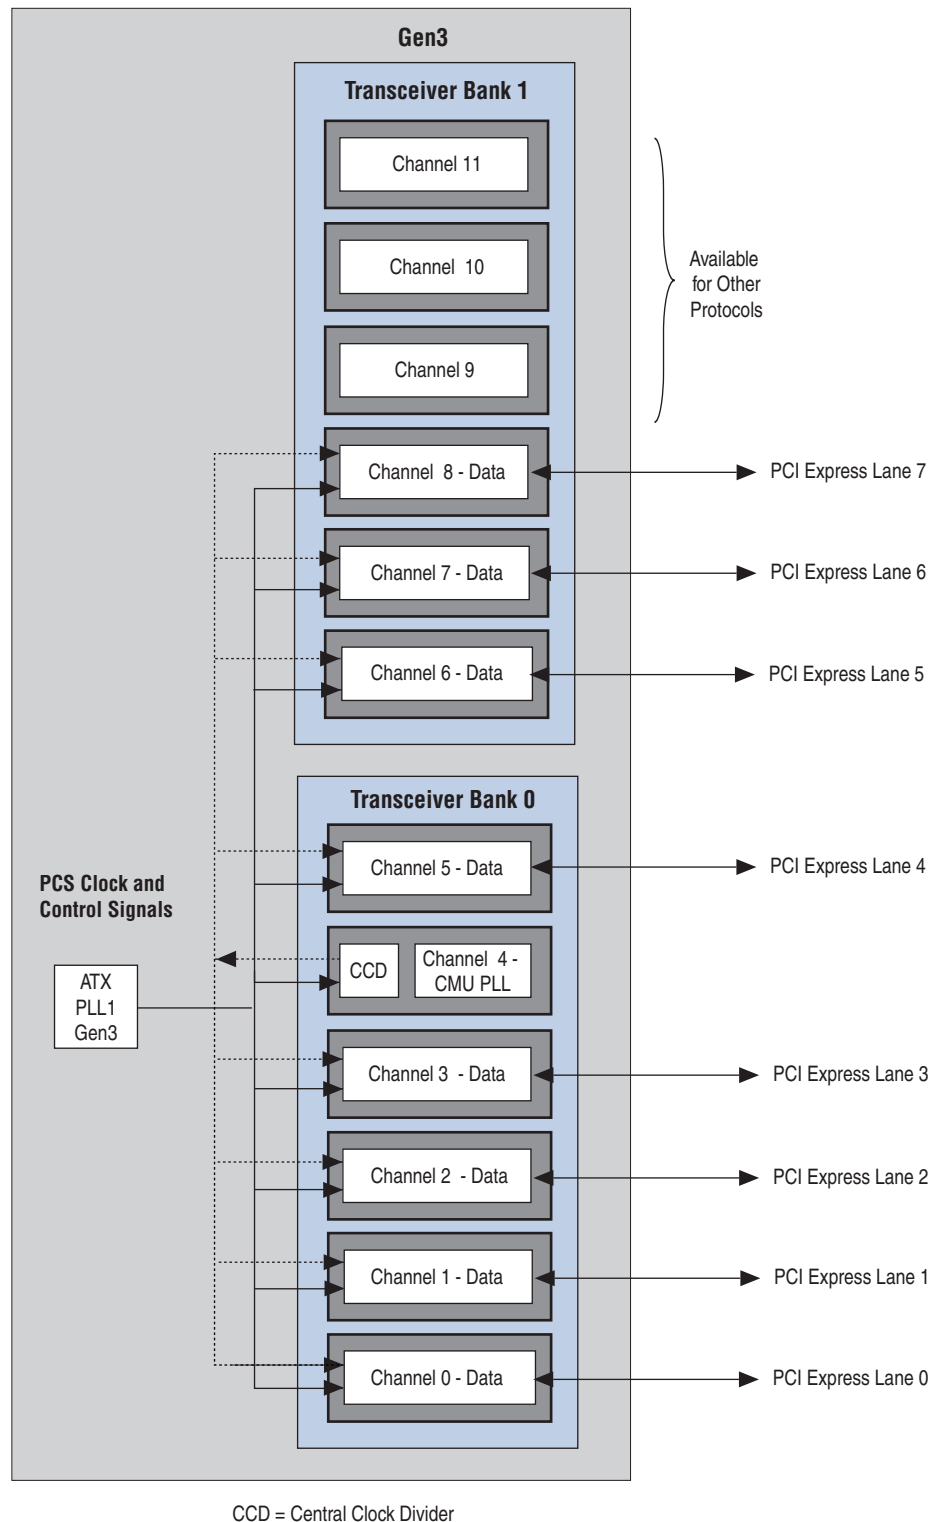 Gen3
Transceiver Bank 1
Channel 11
Channel 10
Channel 9
Available
for Other
Protocols
Channel 8 - Data
PCI Express Lane 7
Channel 7 - Data
PCI Express Lane 6
Channel 6 - Data
PCI Express Lane 5
Transceiver Bank 0
Channel 5 - Data
PCI Express Lane 4
PCS Clock and
Control Signals
ATX
PLL1
Gen3
CCD
Channel 4 -
CMU PLL
Channel 3 - Data
PCI Express Lane 3
Channel 2 - Data
PCI Express Lane 2
Channel 1 - Data
PCI Express Lane 1
Channel 0 - Data
PCI Express Lane 0
CCD = Central Clock Divider